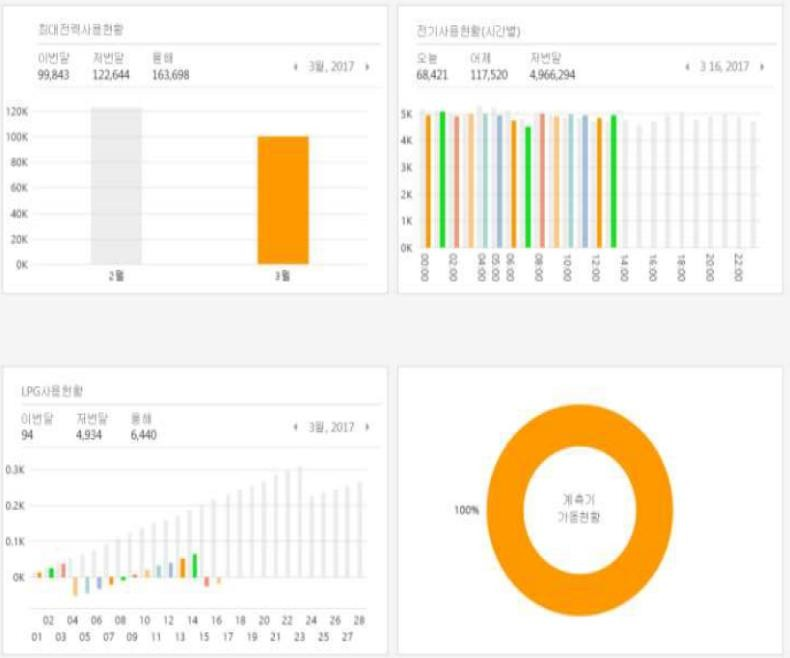 최대전력사용현황
이번달 저번달 올해
99,843 122,644 163,698
3월, 2017
120K
100K
80K
60K
40K
20K
0K
2월 3월
전기사용현황(시간별)
오늘 어제 저번달
68,421 117,520 4,966,294
3 16, 2017
5K
4K
3K
2K
1K
0K
00:00 02:00 04:00 05:00 06:00 08:00 10:00 12:00 14:00 16:00 18:00 20:00 22:00
LPG사용현황
이번달 저번달 올해
94 4,934 6,440
3월, 2017
0.3K
0.2K
0.1K
0K
02 04 06 08 10 12 14 16 18 20 22 24 26 28
01 03 05 07 09 11 13 15 17 19 21 23 25 27
100%
계측기
가동현황